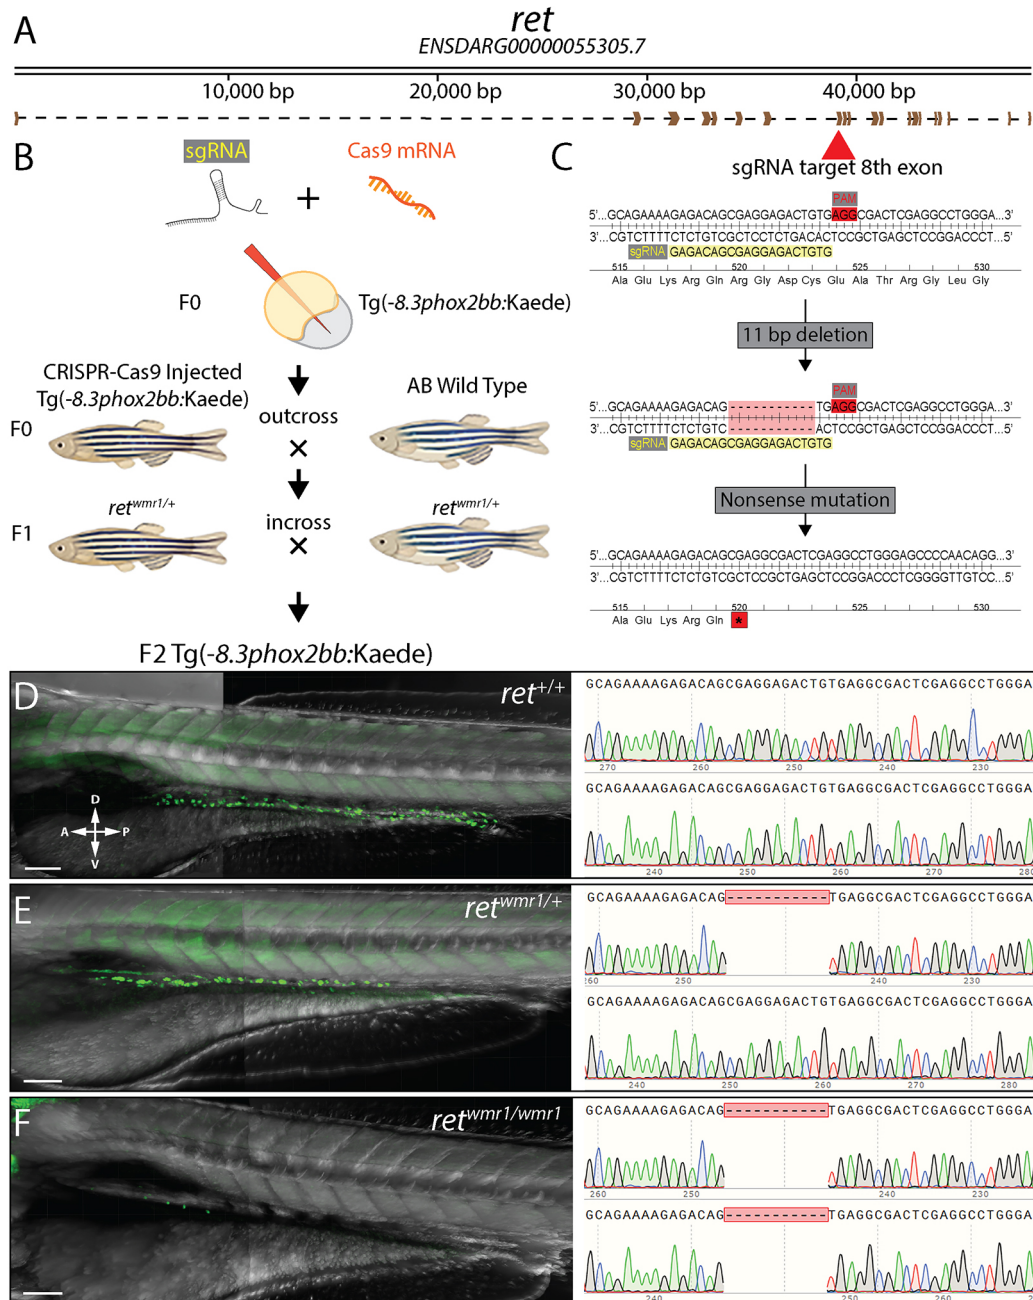 A
ret
ENSDARG00000055305.7
10,000 bp 20,000 bp 30,000 bp 40,000 bp
B
sgRNA
Cas9 mRNA
F0
Tg(-8.3phox2bb:Kaede)
CRISPR-Cas9 Injected
Tg(-8.3phox2bb:Kaede)
AB Wild Type
F0
outcross
×
ret^wmr1/+
ret^wmr1/+
F1
incross
×
F2 Tg(-8.3phox2bb:Kaede)
C
sgRNA target 8th exon
PAM
5'...GCAGAAAAGAGACAGCGAGGAGACTGTGAGGCGACTCGAGGCCTGGGA...3'
3'...CGTCTTTTCTCTGTCGCTCCTCTGACACTCCGCTGAGCTCCGGACCCT...5'
sgRNA GAGACAGCGAGGAGACTGTG
515 520 525 530
Ala Glu Lys Arg Gln Arg Gly Asp Cys Glu Ala Thr Arg Gly Leu Gly
11 bp deletion
PAM
5'...GCAGAAAAGAGACAG-----------TGAGGCGACTCGAGGCCTGGGA...3'
3'...CGTCTTTTCTCTGTC-----------ACTCCGCTGAGCTCCGGACCCT...5'
sgRNA GAGACAGCGAGGAGACTGTG
Nonsense mutation
5'...GCAGAAAAGAGACAGCGAGGCGACTCGAGGCCTGGGAGCCCCAACAGG...3'
3'...CGTCTTTTCTCTGTCGCTCCGCTGAGCTCCGGACCCTCGGGGTTGTCC...5'
515 520 525 530
Ala Glu Lys Arg Gln *
D
ret^+/+
D
A P
V
GCAGAAAAGAGACAGCGAGGAGACTGTGAGGCGACTCGAGGCCTGGGA
270 260 250 240 230
GCAGAAAAGAGACAGCGAGGAGACTGTGAGGCGACTCGAGGCCTGGGA
240 250 260 270 280
E
ret^wmr1/+
GCAGAAAAGAGACAG-----------TGAGGCGACTCGAGGCCTGGGA
260 250 240 230
GCAGAAAAGAGACAGCGAGGAGACTGTGAGGCGACTCGAGGCCTGGGA
240 250 260 270 280
F
ret^wmr1/wmr1
GCAGAAAAGAGACAG-----------TGAGGCGACTCGAGGCCTGGGA
260 250 240 230
GCAGAAAAGAGACAG-----------TGAGGCGACTCGAGGCCTGGGA
240 250 260